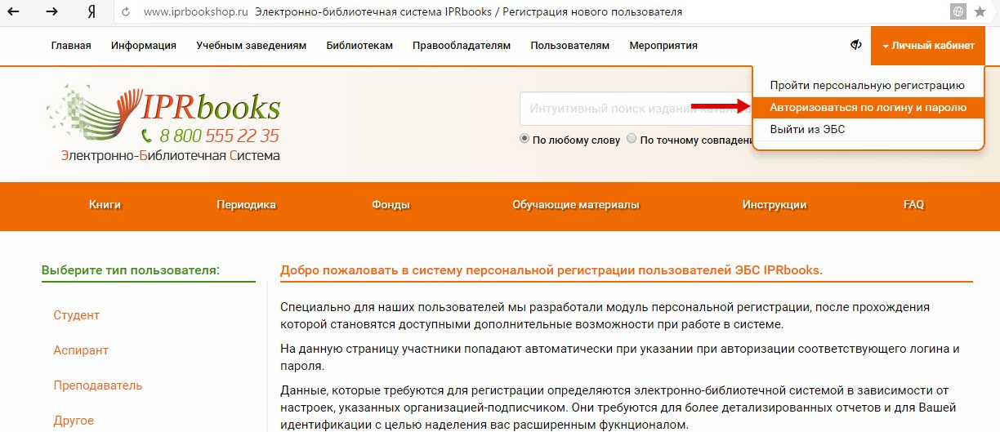 Я www.iprbookshop.ru Электронно-библиотечная система IPRbooks / Регистрация нового пользователя
Главная Информация Учебным заведениям Библиотекам Правообладателям Пользователям Мероприятия Личный кабинет
Пройти персональную регистрацию
Авторизоваться по логину и паролю
Выйти из ЭБС
IPRbooks
8 800 555 22 35
Электронно-Библиотечная Система
Интуитивный поиск издани
По любому слову По точному совпадени
Книги Периодика Фонды Обучающие материалы Инструкции FAQ
Выберите тип пользователя:
Студент
Аспирант
Преподаватель
Другое
Добро пожаловать в систему персональной регистрации пользователей ЭБС IPRbooks.
Специально для наших пользователей мы разработали модуль персональной регистрации, после прохождения
которой становятся доступными дополнительные возможности при работе в системе.
На данную страницу участники попадают автоматически при указании при авторизации соответствующего логина и
пароля.
Данные, которые требуются для регистрации определяются электронно-библиотечной системой в зависимости от
настроек, указанных организацией-подписчиком. Они требуются для более детализированных отчетов и для Вашей
идентификации с целью наделения вас расширенным фукнционалом.